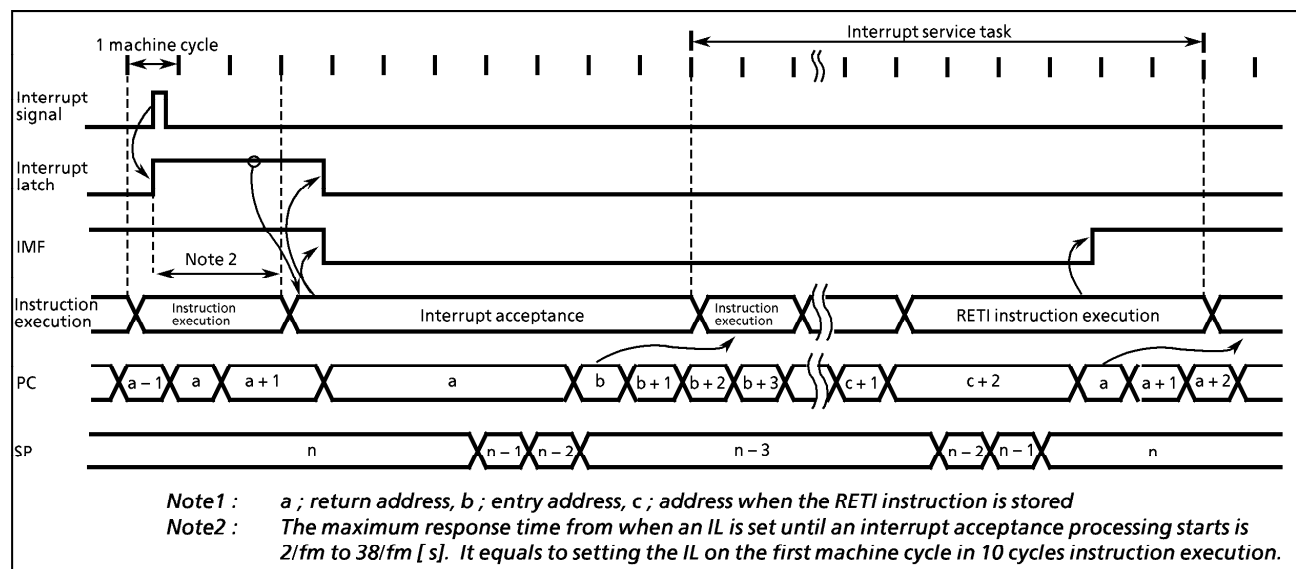 Interrupt service task
1 machine cycle
Interrupt
signal
Interrupt
latch
IMF
Note 2
Instruction
execution
Instruction
execution
Interrupt acceptance
Instruction
execution
RETI instruction execution
PC
a – 1
a
a + 1
a
b
b + 1
b + 2
b + 3
c + 1
c + 2
a
a + 1
a + 2
SP
n
n – 1
n – 2
n – 3
n – 2
n – 1
n
Note1 : a ; return address, b ; entry address, c ; address when the RETI instruction is stored
Note2 : The maximum response time from when an IL is set until an interrupt acceptance processing starts is
2/fm to 38/fm [ s]. It equals to setting the IL on the first machine cycle in 10 cycles instruction execution.